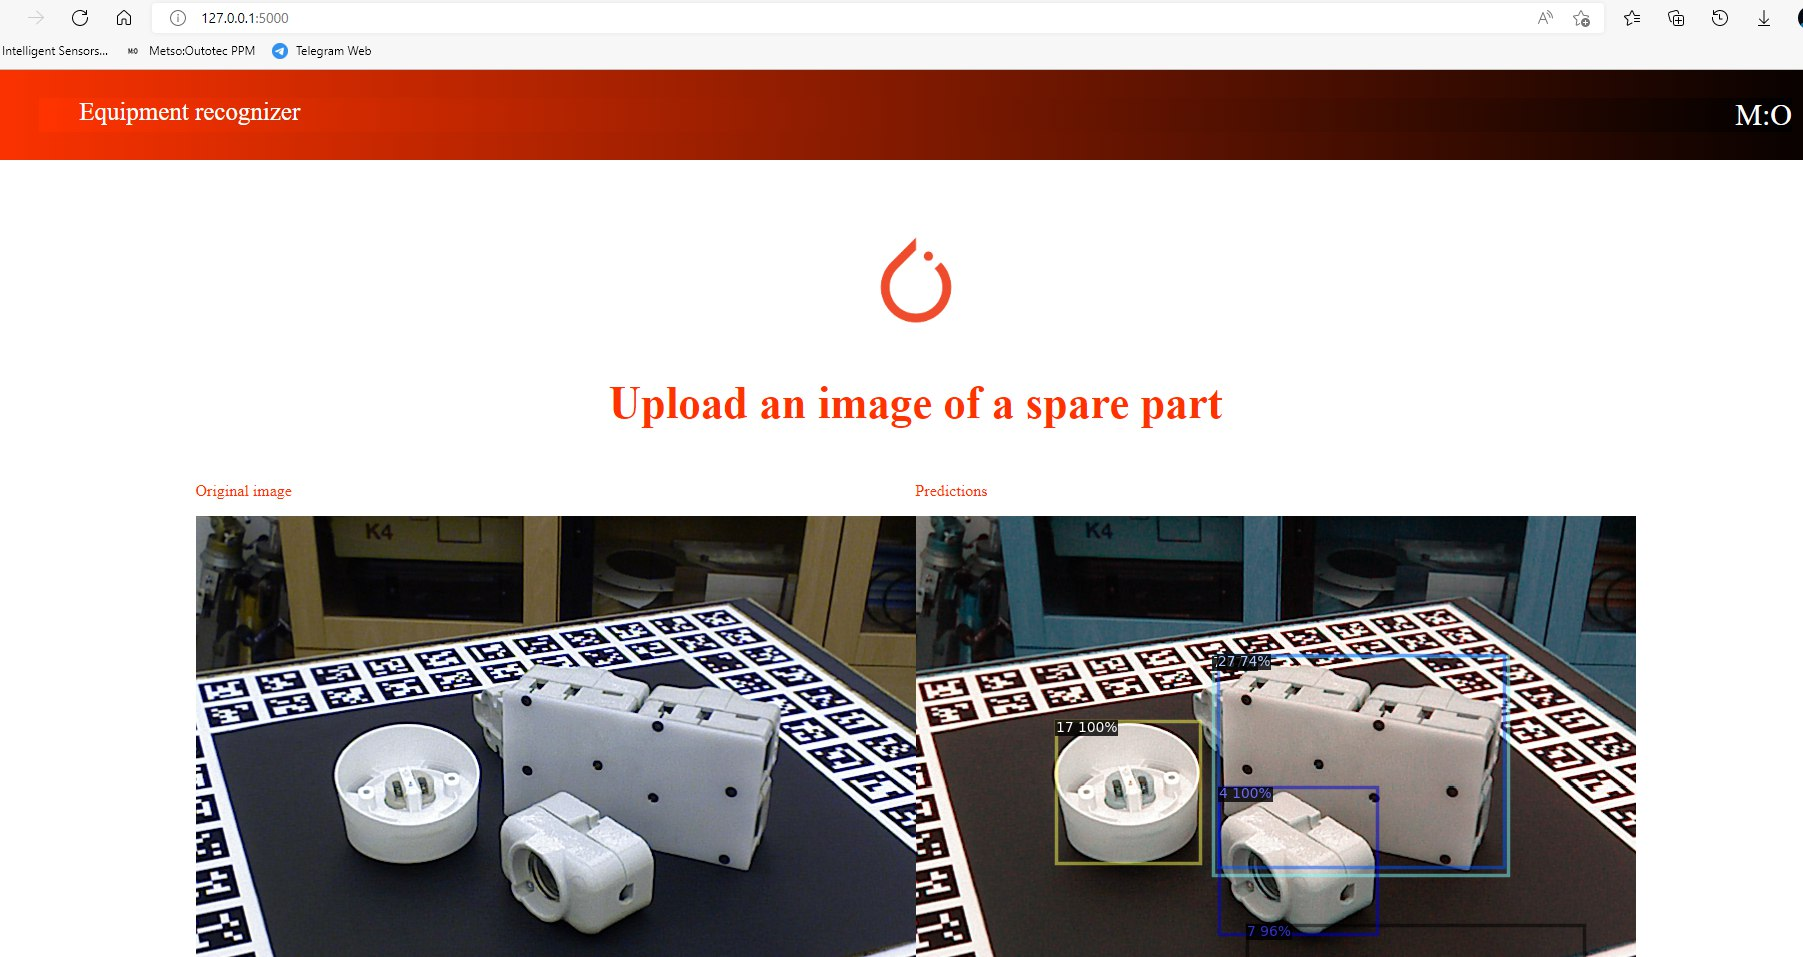 127.0.0.1:5000
Intelligent Sensors...
MO Metso:Outotec PPM
Telegram Web
Equipment recognizer
M:O
Upload an image of a spare part
Original image
Predictions
K4
K4
27 74%
17 100%
4 100%
7 96%